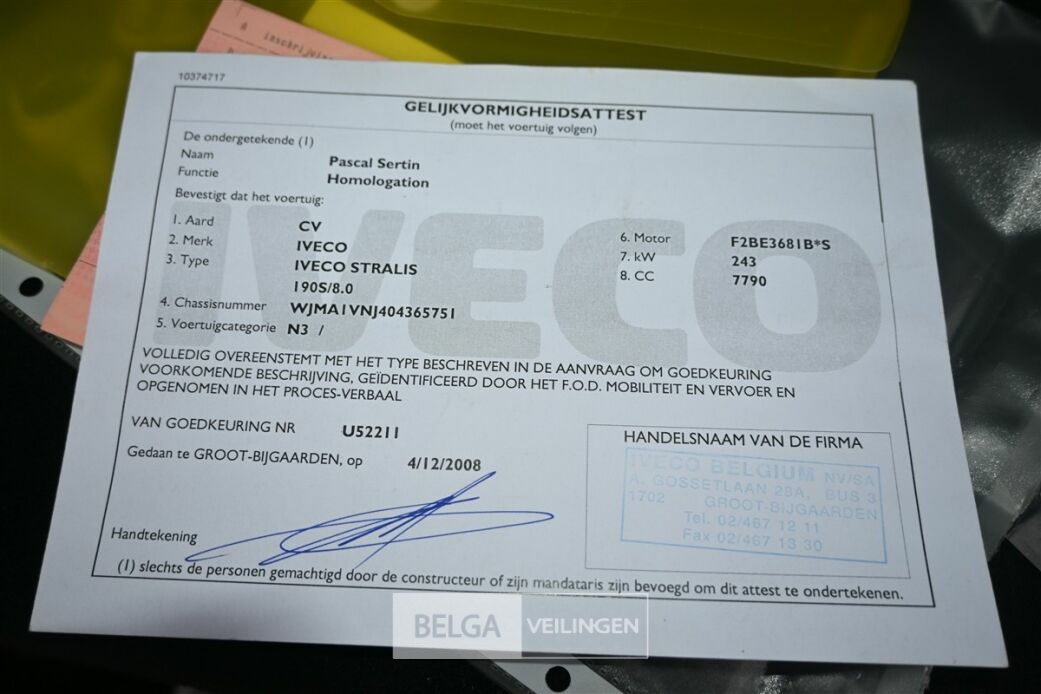 A inschrijvin
10374717
GELIJKVORMIGHEIDSATTEST
(moet het voertuig volgen)
De ondergetekende (1)
Naam Pascal Sertin
Functie Homologation
Bevestigt dat het voertuig:
IVECO
1. Aard CV
2. Merk IVECO
3. Type IVECO STRALIS
190S/8.0
4. Chassisnummer WJMA1VNJ404365751
5. Voertuigcategorie N3 /
6. Motor F2BE3681B*S
7. kW 243
8. CC 7790
VOLLEDIG OVEREENSTEMT MET HET TYPE BESCHREVEN IN DE AANVRAAG OM GOEDKEURING
VOORKOMENDE BESCHRIJVING, GEÏDENTIFICEERD DOOR HET F.O.D. MOBILITEIT EN VERVOER EN
OPGENOMEN IN HET PROCES-VERBAAL
VAN GOEDKEURING NR U52211
Gedaan te GROOT-BIJGAARDEN, op 4/12/2008
Handtekening
HANDELSNAAM VAN DE FIRMA
IVECO BELGIUM NV/SA
A. GOSSETLAAN 28A, BUS 3
1702 GROOT-BIJGAARDEN
Tel. 02/467 12 11
Fax 02/467 13 30
(1) slechts de personen gemachtigd door de constructeur of zijn mandataris zijn bevoegd om dit attest te ondertekenen.
BELGA VEILINGEN